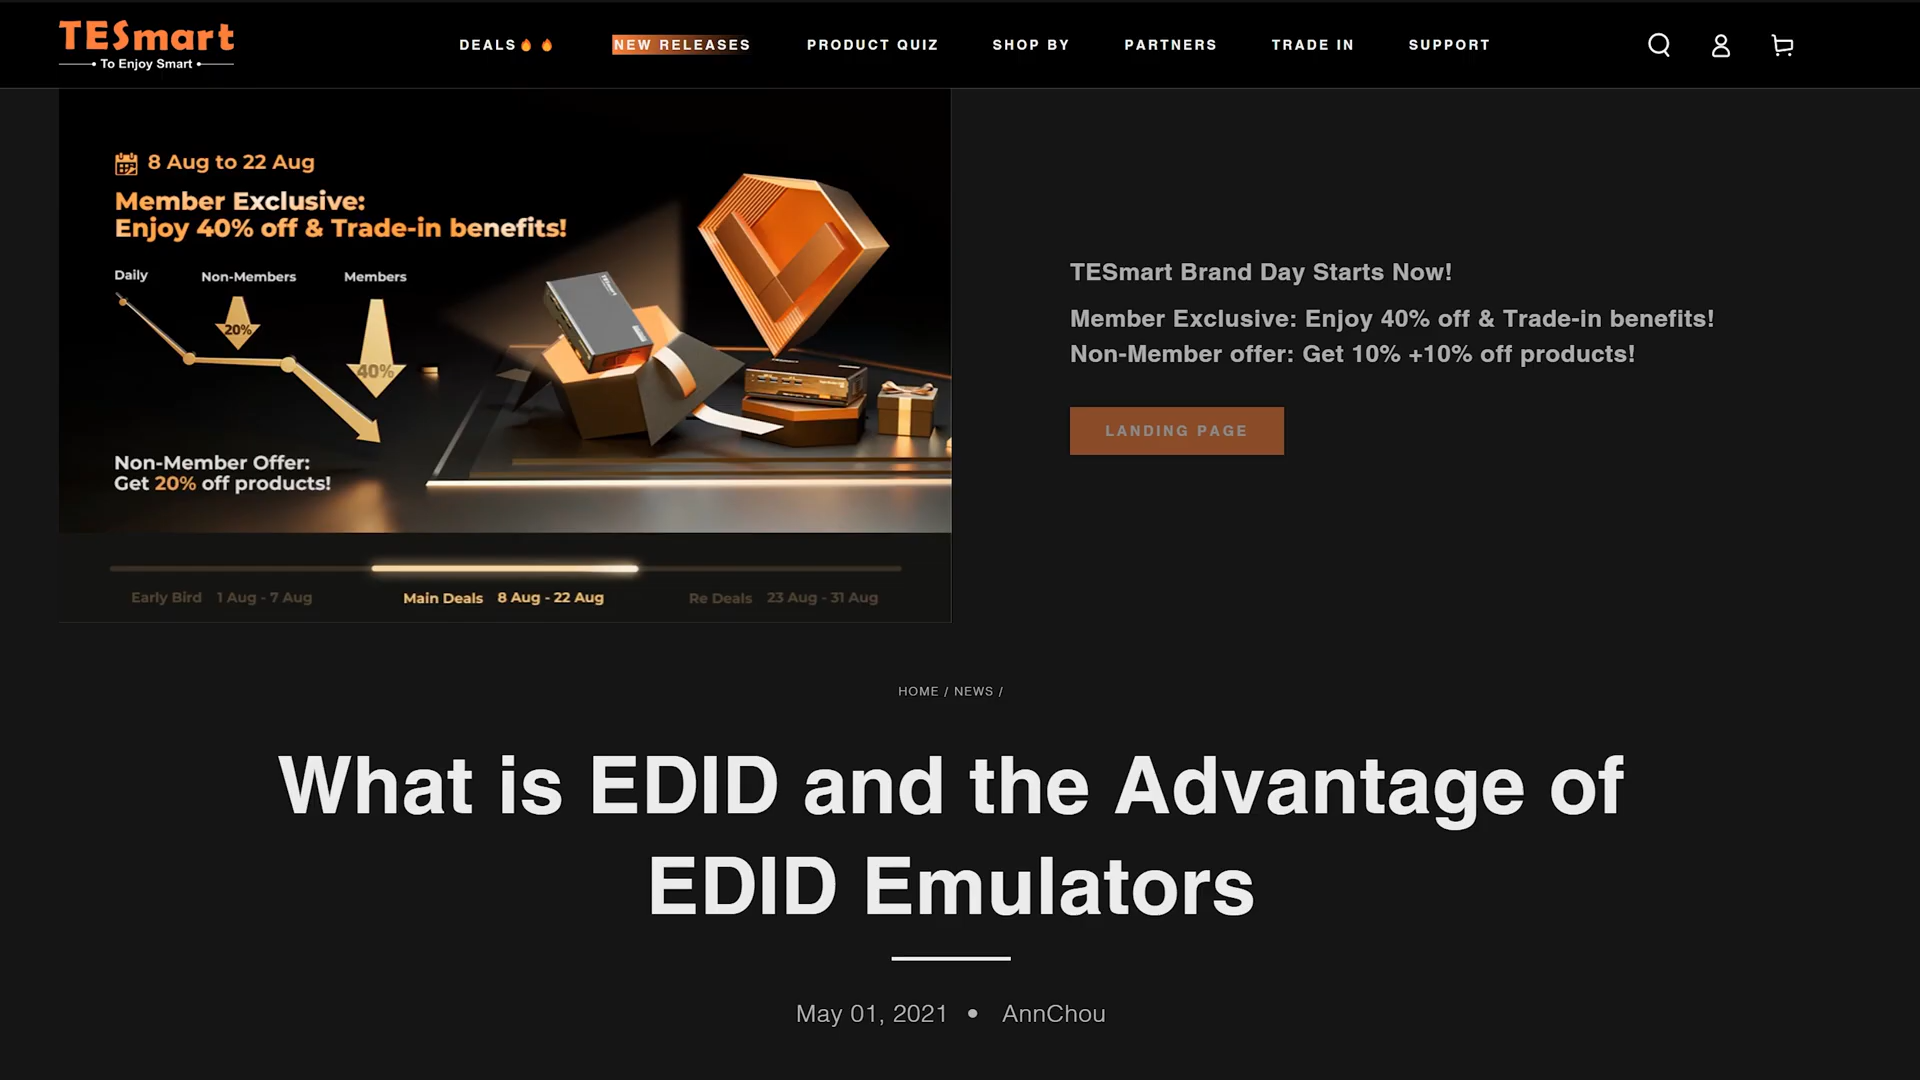 TESmart
To Enjoy Smart
DEALS🔥🔥
NEW RELEASES
PRODUCT QUIZ
SHOP BY
PARTNERS
TRADE IN
SUPPORT
8 Aug to 22 Aug
Member Exclusive:
Enjoy 40% off & Trade-in benefits!
Daily
Non-Members
Members
20%
40%
Non-Member Offer:
Get 20% off products!
Early Bird 1 Aug - 7 Aug
Main Deals 8 Aug - 22 Aug
Re Deals 23 Aug - 31 Aug
TESmart Brand Day Starts Now!
Member Exclusive: Enjoy 40% off & Trade-in benefits!
Non-Member offer: Get 10% +10% off products!
LANDING PAGE
HOME / NEWS /
What is EDID and the Advantage of
EDID Emulators
May 01, 2021 • AnnChou